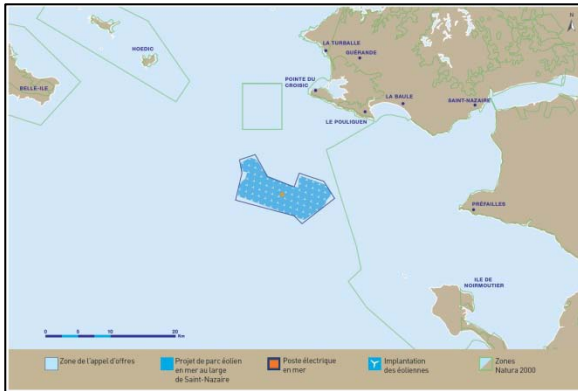 N
LA TURBALLE
GUÉRANDE
HOEDIC
BELLE-ILE
POINTE DU
CROISIC
LA BAULE
SAINT-NAZAIRE
LE POULIGUEN
PRÉFAILLES
ILE DE
NOIRMOUTIER
0
10
20
Km
Zone de l'appel d'offres
Projet de parc éolien
en mer au large
de Saint-Nazaire
Poste électrique
en mer
Implantation
des éoliennes
Zones
Natura 2000